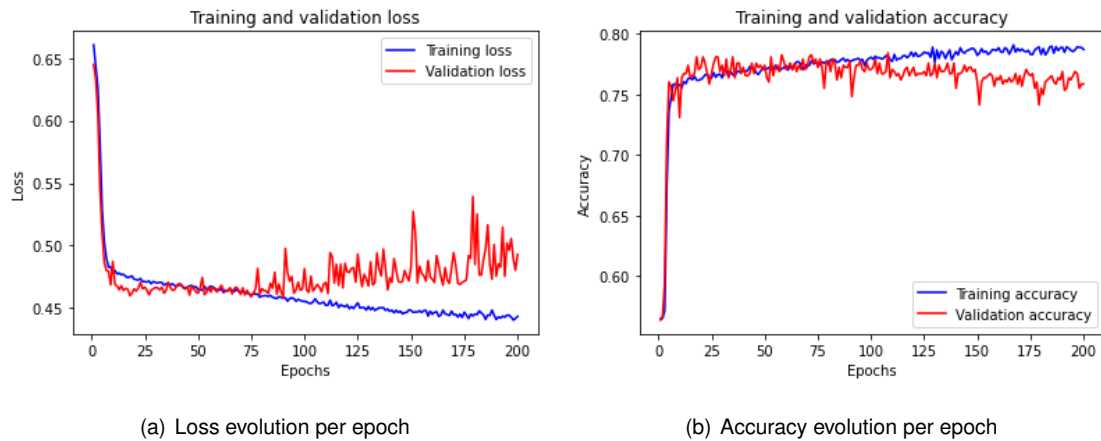 Training and validation loss
0.65
0.60
0.55
0.50
0.45
Loss
Training loss
Validation loss
0 25 50 75 100 125 150 175 200
Epochs
(a) Loss evolution per epoch
Training and validation accuracy
0.80
0.75
0.70
0.65
0.60
Accuracy
Training accuracy
Validation accuracy
0 25 50 75 100 125 150 175 200
Epochs
(b) Accuracy evolution per epoch